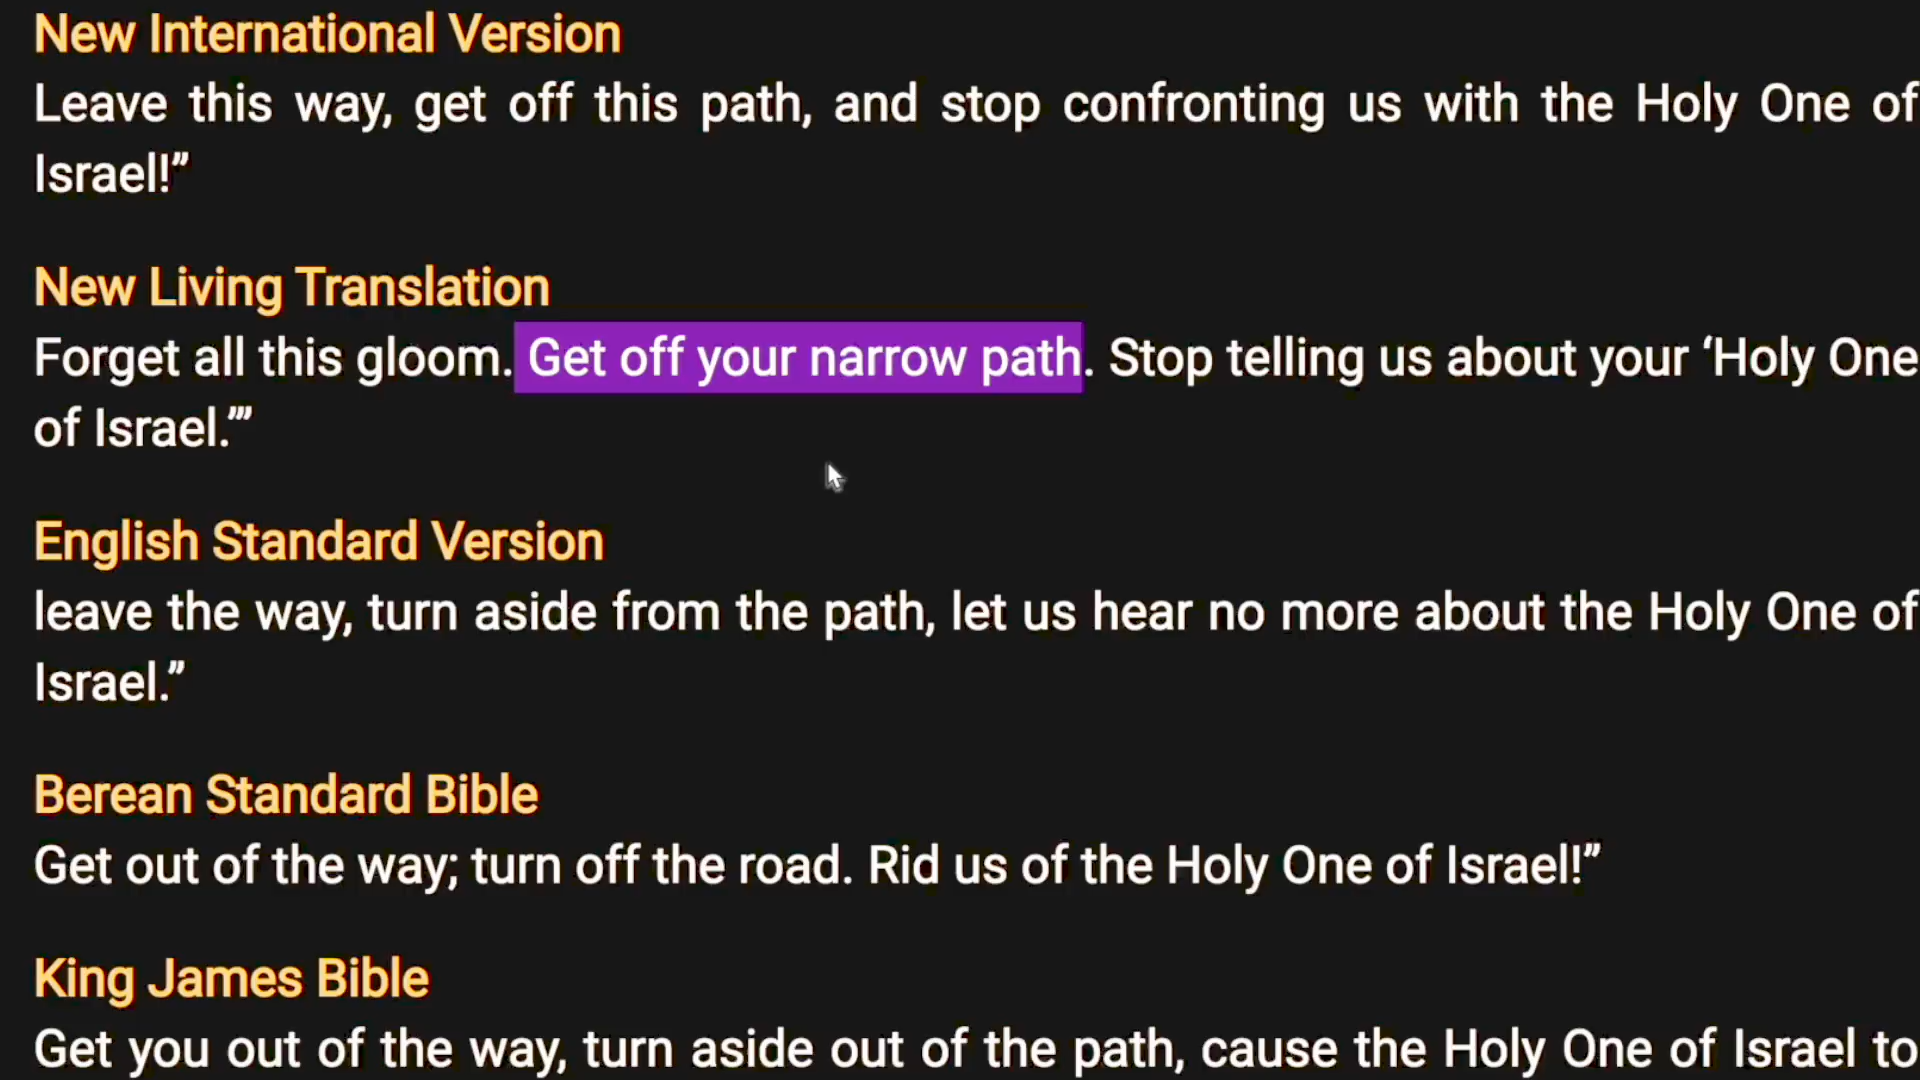 New International Version
Leave this way, get off this path, and stop confronting us with the Holy One of
Israel!”
New Living Translation
Forget all this gloom. Get off your narrow path. Stop telling us about your ‘Holy One
of Israel.’”
English Standard Version
leave the way, turn aside from the path, let us hear no more about the Holy One of
Israel.”
Berean Standard Bible
Get out of the way; turn off the road. Rid us of the Holy One of Israel!”
King James Bible
Get you out of the way, turn aside out of the path, cause the Holy One of Israel to